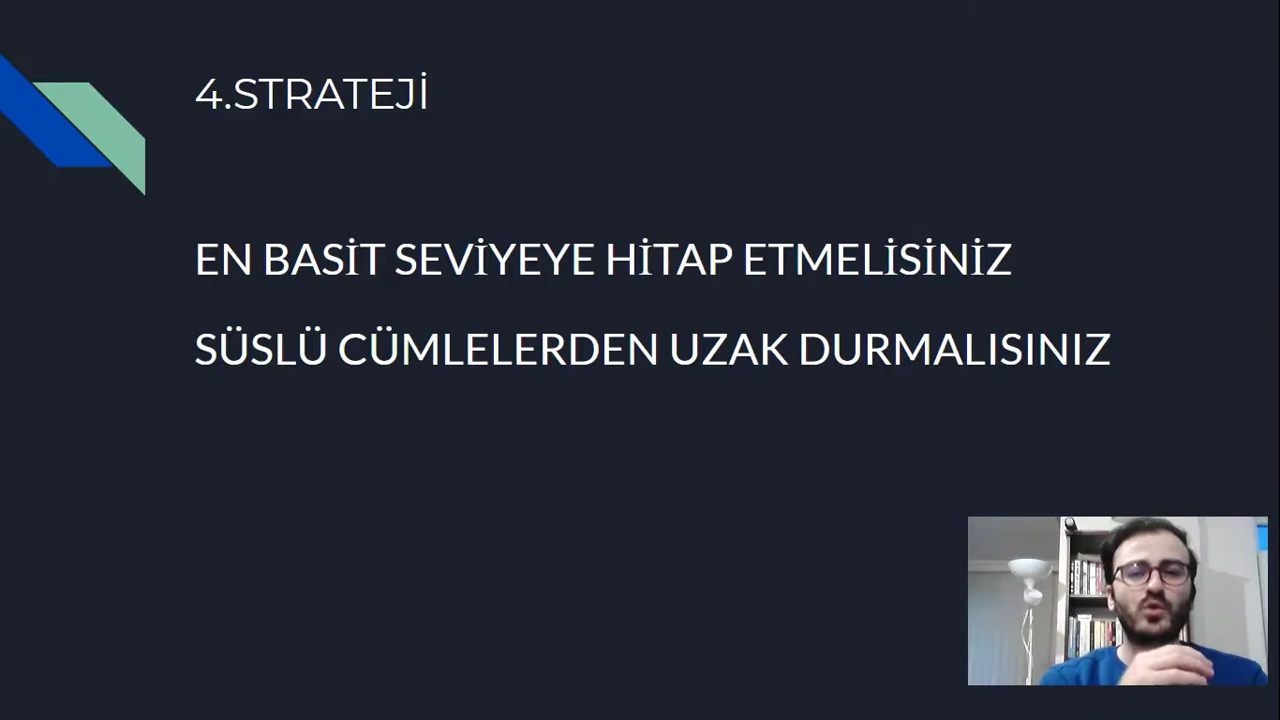 4.STRATEJİ
EN BASİT SEVİYEYE HİTAP ETMELİSİNİZ
SÜSLÜ CÜMLELERDEN UZAK DURMALISINIZ